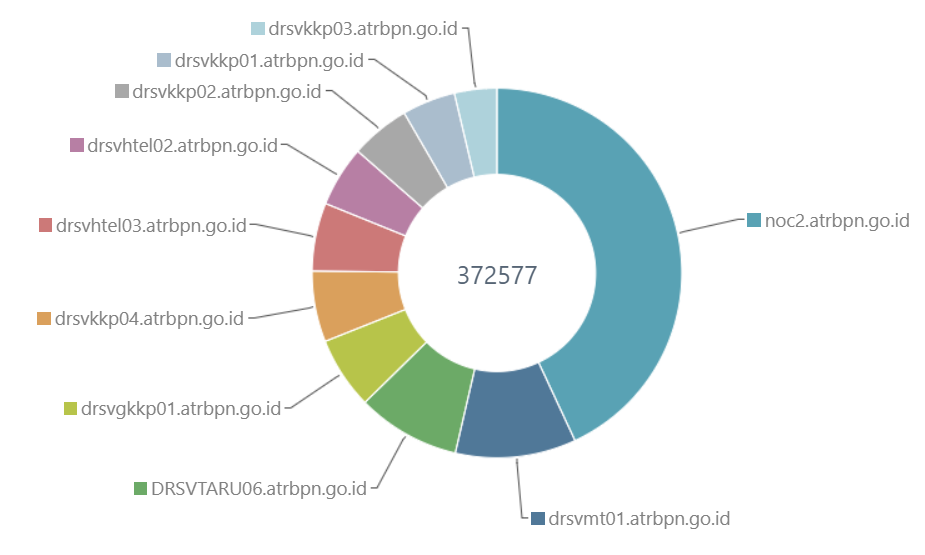 drsvkkp03.atrbpn.go.id
drsvkkp01.atrbpn.go.id
drsvkkp02.atrbpn.go.id
drsvhtel02.atrbpn.go.id
drsvhtel03.atrbpn.go.id
noc2.atrbpn.go.id
372577
drsvkkp04.atrbpn.go.id
drsvgkkp01.atrbpn.go.id
DRSVTARU06.atrbpn.go.id
drsvmt01.atrbpn.go.id